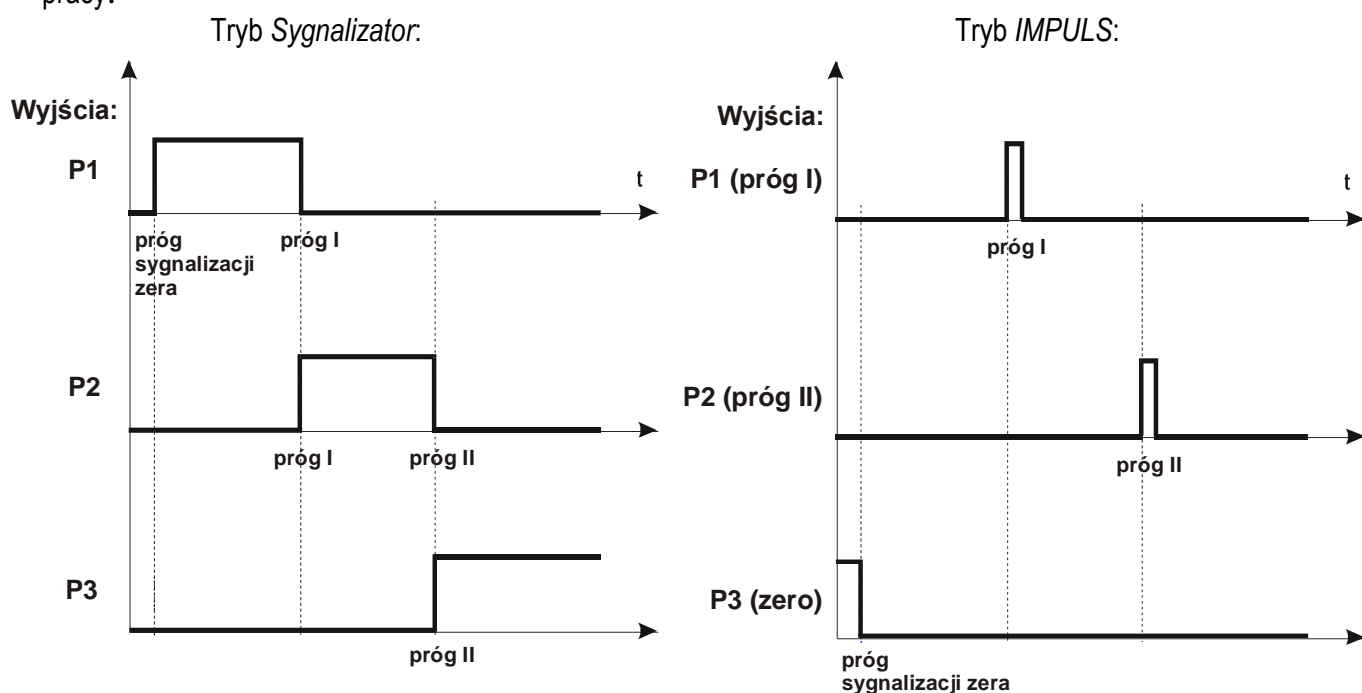 pracy:
Tryb Sygnalizator:
Wyjścia:
P1
t
próg
sygnalizacji
zera
próg I
P2
próg I
próg II
P3
próg II
Tryb IMPULS:
Wyjścia:
P1 (próg I)
t
próg I
P2 (próg II)
próg II
P3 (zero)
próg
sygnalizacji zera